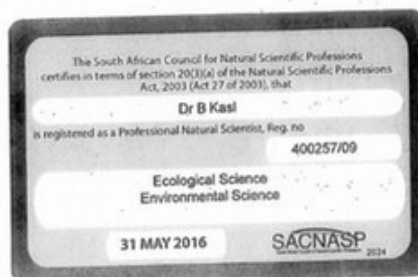 The South African Council for Natural Scientific Professions
certifies in terms of section 20(3)(a) of the Natural Scientific Professions
Act, 2003 (Act 27 of 2003), that
Dr B Kasl
is registered as a Professional Natural Scientist, Reg. no
400257/09
Ecological Science
Environmental Science
31 MAY 2016
SACNASP
2024